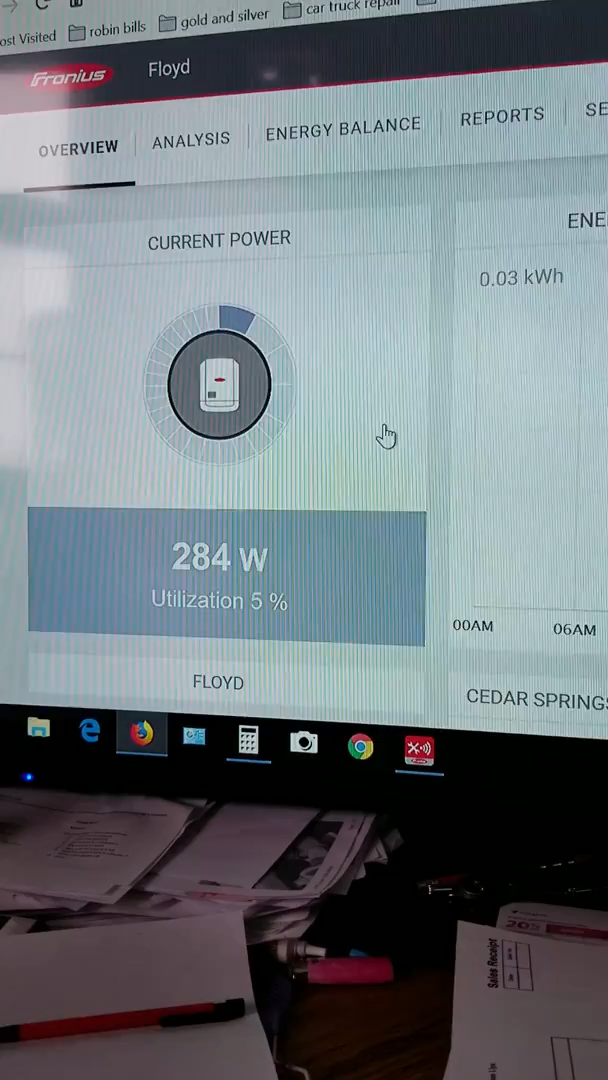 ost Visited robin bills gold and silver car truck repair
Fronius Floyd
OVERVIEW ANALYSIS ENERGY BALANCE REPORTS SE
CURRENT POWER
ENE
0.03 kWh
284 W
Utilization 5 %
00AM 06AM
FLOYD
CEDAR SPRINGS
20%
Sales Receipt